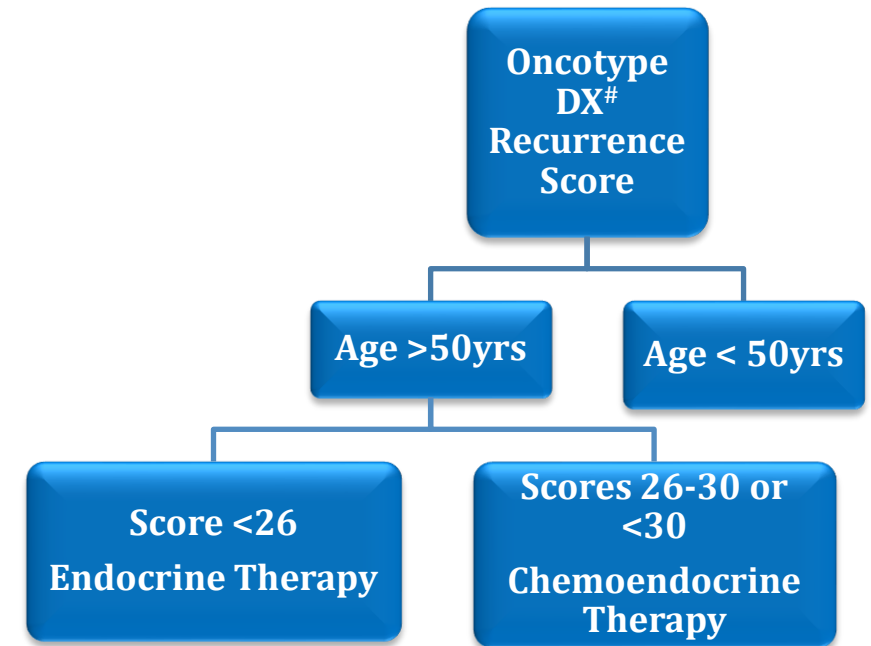 Oncotype
DX#
Recurrence
Score
Age >50yrs
Age < 50yrs
Score <26
Endocrine Therapy
Scores 26-30 or
<30
Chemoendocrine
Therapy